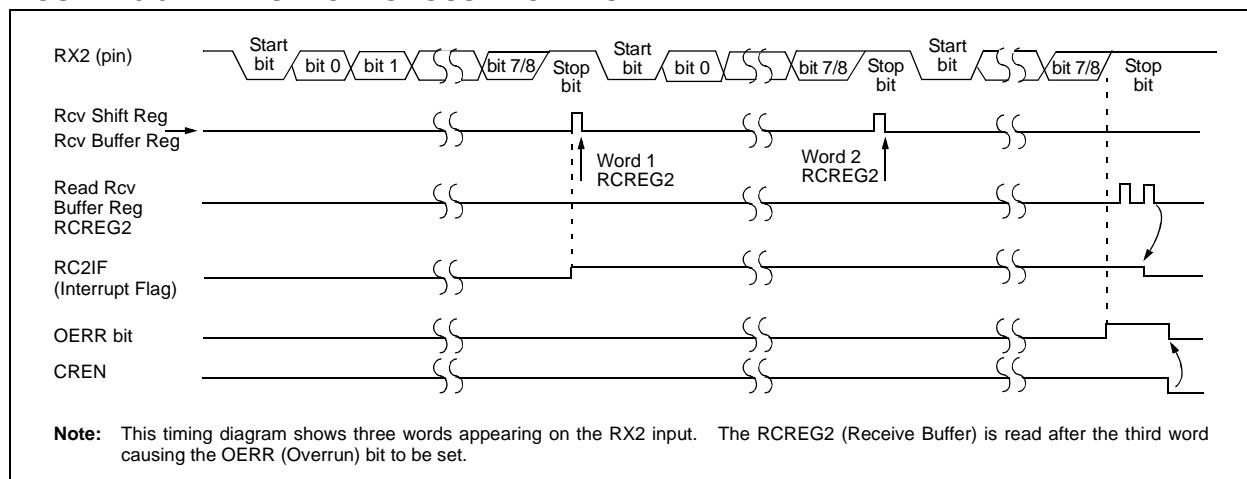 RX2 (pin)
Start bit
bit 0
bit 1
bit 7/8
Stop bit
Start bit
bit 0
bit 7/8
Stop bit
Start bit
bit 7/8
Stop bit
Rcv Shift Reg
Rcv Buffer Reg
Word 1
RCREG2
Word 2
RCREG2
Read Rcv
Buffer Reg
RCREG2
RC2IF
(Interrupt Flag)
OERR bit
CREN
Note: This timing diagram shows three words appearing on the RX2 input. The RCREG2 (Receive Buffer) is read after the third word
causing the OERR (Overrun) bit to be set.